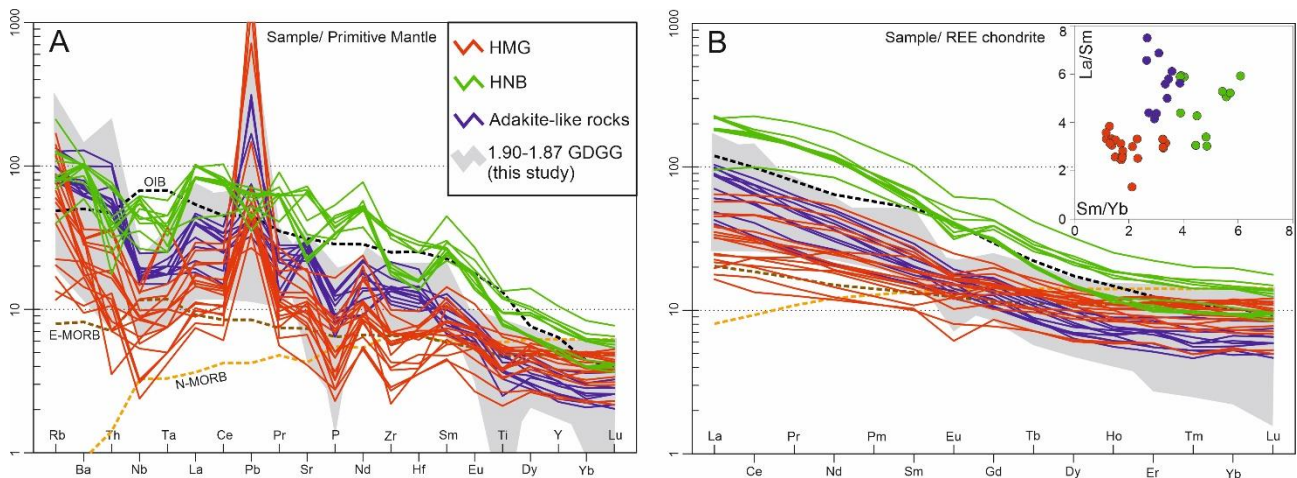 A
Sample/ Primitive Mantle
1000
100
10
1
HMG
HNB
Adakite-like rocks
1.90-1.87 GDGG
(this study)
OIB
E-MORB
N-MORB
Rb Th Ta Ce Pr P Zr Sm Ti Y Lu
Ba Nb La Pb Sr Nd Hf Eu Dy Yb
B
Sample/ REE chondrite
1000
100
10
1
La/Sm
8
6
4
2
0
Sm/Yb
0 2 4 6 8
La Pr Pm Eu Tb Ho Tm Lu
Ce Nd Sm Gd Dy Er Yb